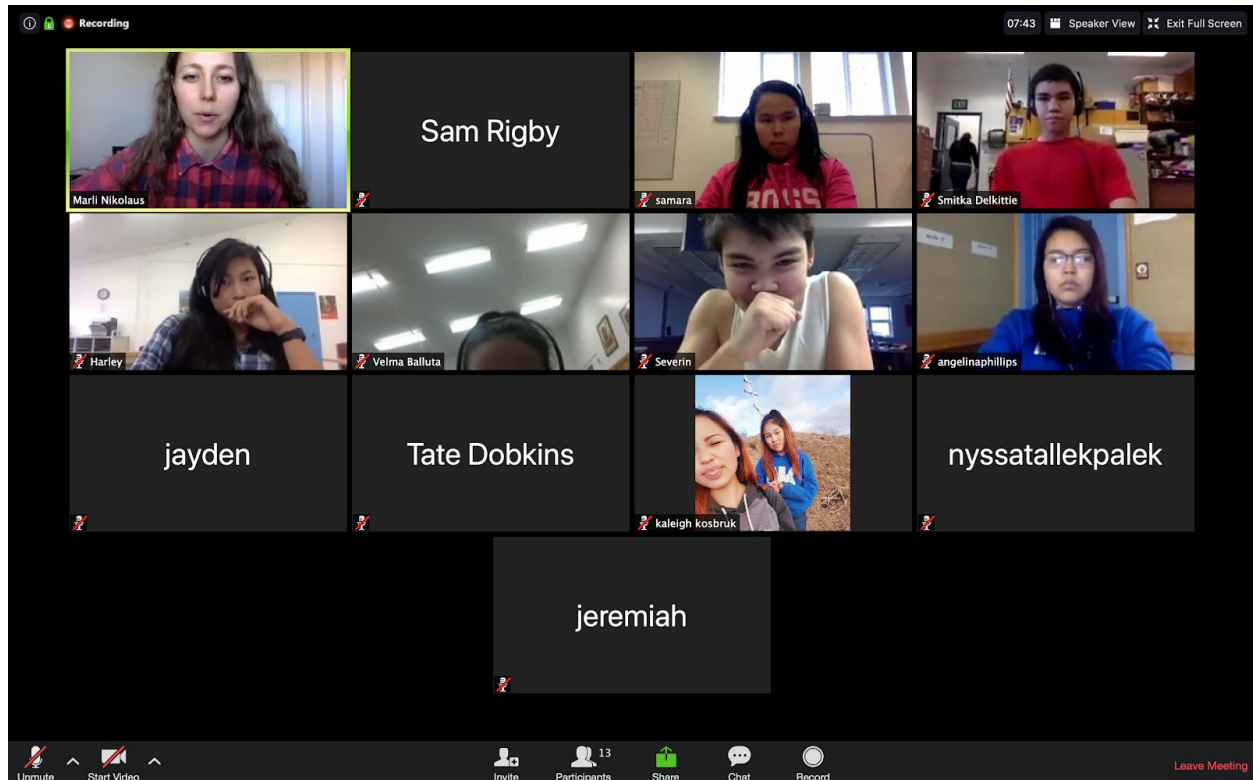 Recording
07:43 Speaker View Exit Full Screen
Marli Nikolaus
Sam Rigby
samara
Smitka Delkittie
BOSS
EXIT
Harley
Velma Balluta
Severin
angelinaphillips
jayden
Tate Dobkins
kaleigh kosbruk
nyssatallekpalek
jeremiah
Unmute
Start Video
Invite
Participants 13
Share
Chat
Record
Leave Meeting